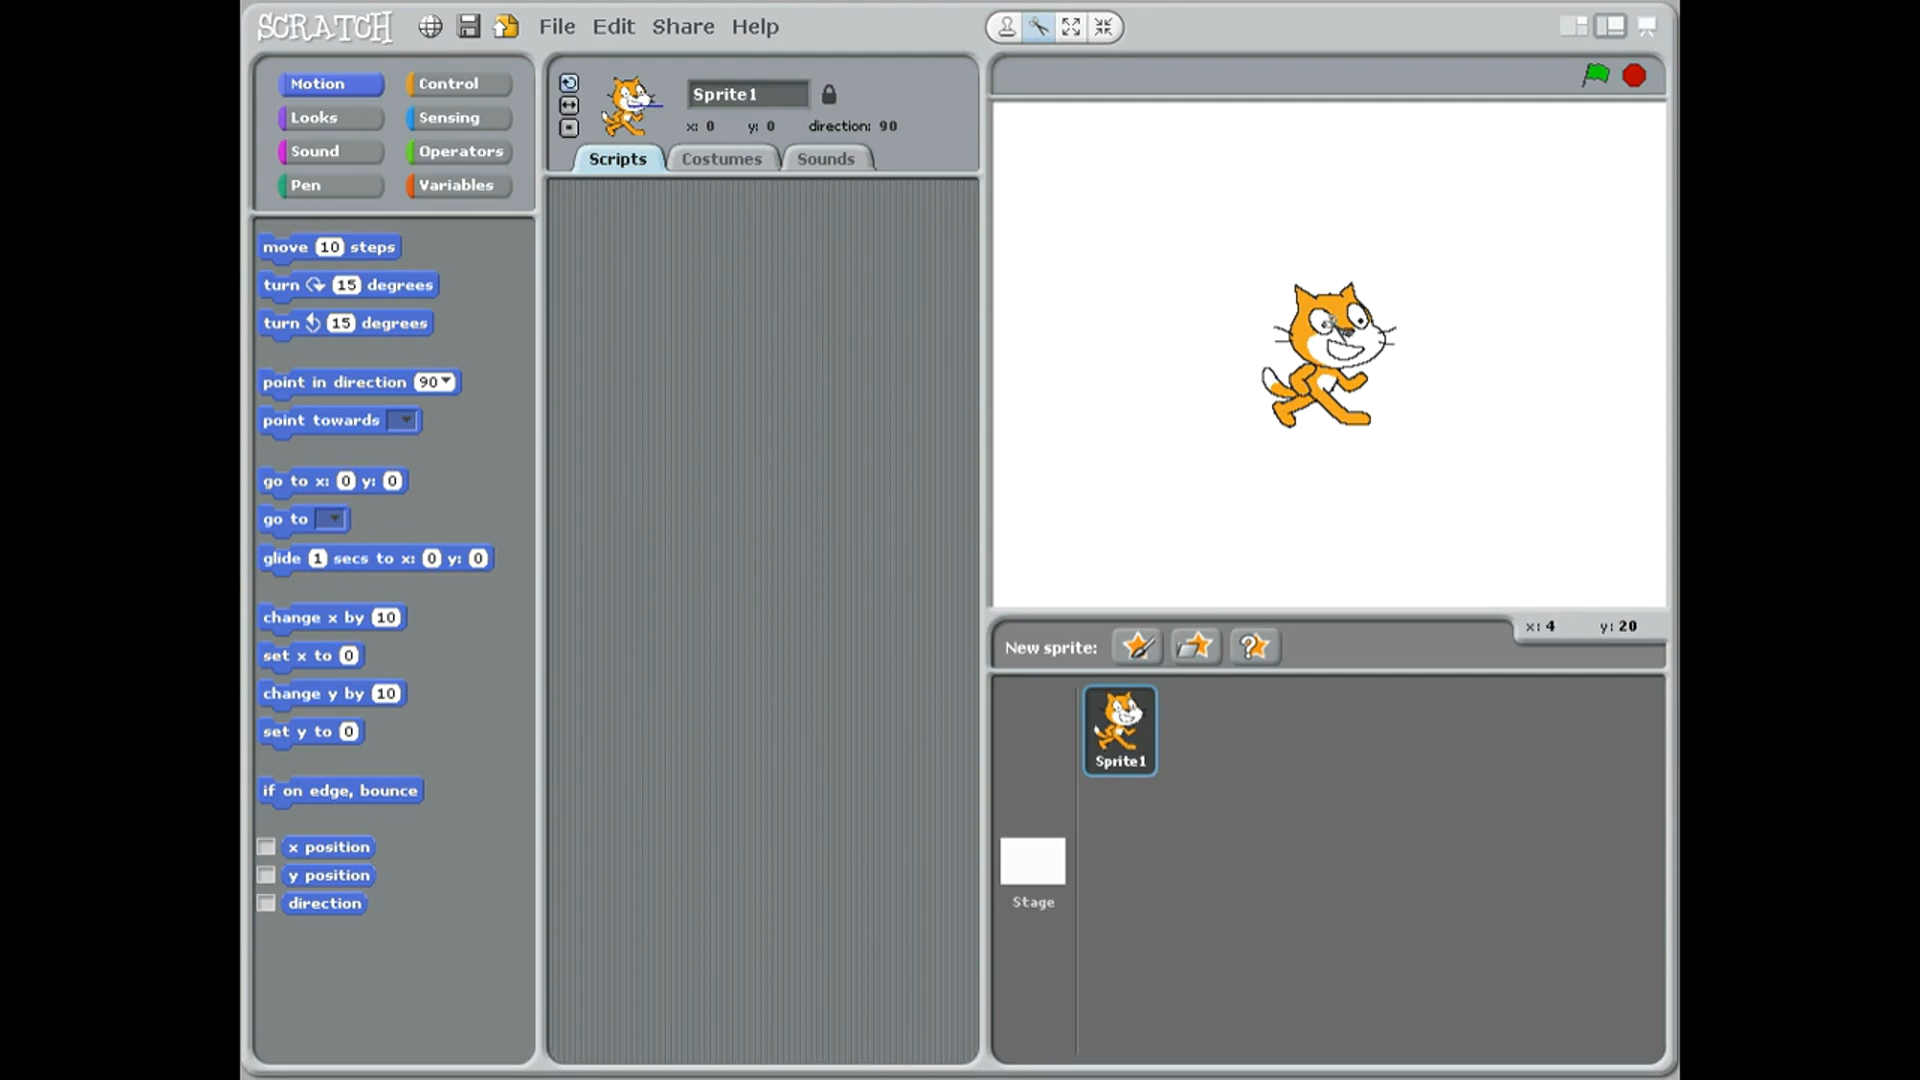 SCRATCH File Edit Share Help
Motion Control
Looks Sensing
Sound Operators
Pen Variables
move 10 steps
turn 15 degrees
turn 15 degrees
point in direction 90
point towards
go to x: 0 y: 0
go to
glide 1 secs to x: 0 y: 0
change x by 10
set x to 0
change y by 10
set y to 0
if on edge, bounce
x position
y position
direction
Sprite1
x: 0 y: 0 direction: 90
Scripts Costumes Sounds
x: 4 y: 20
New sprite:
Sprite1
Stage